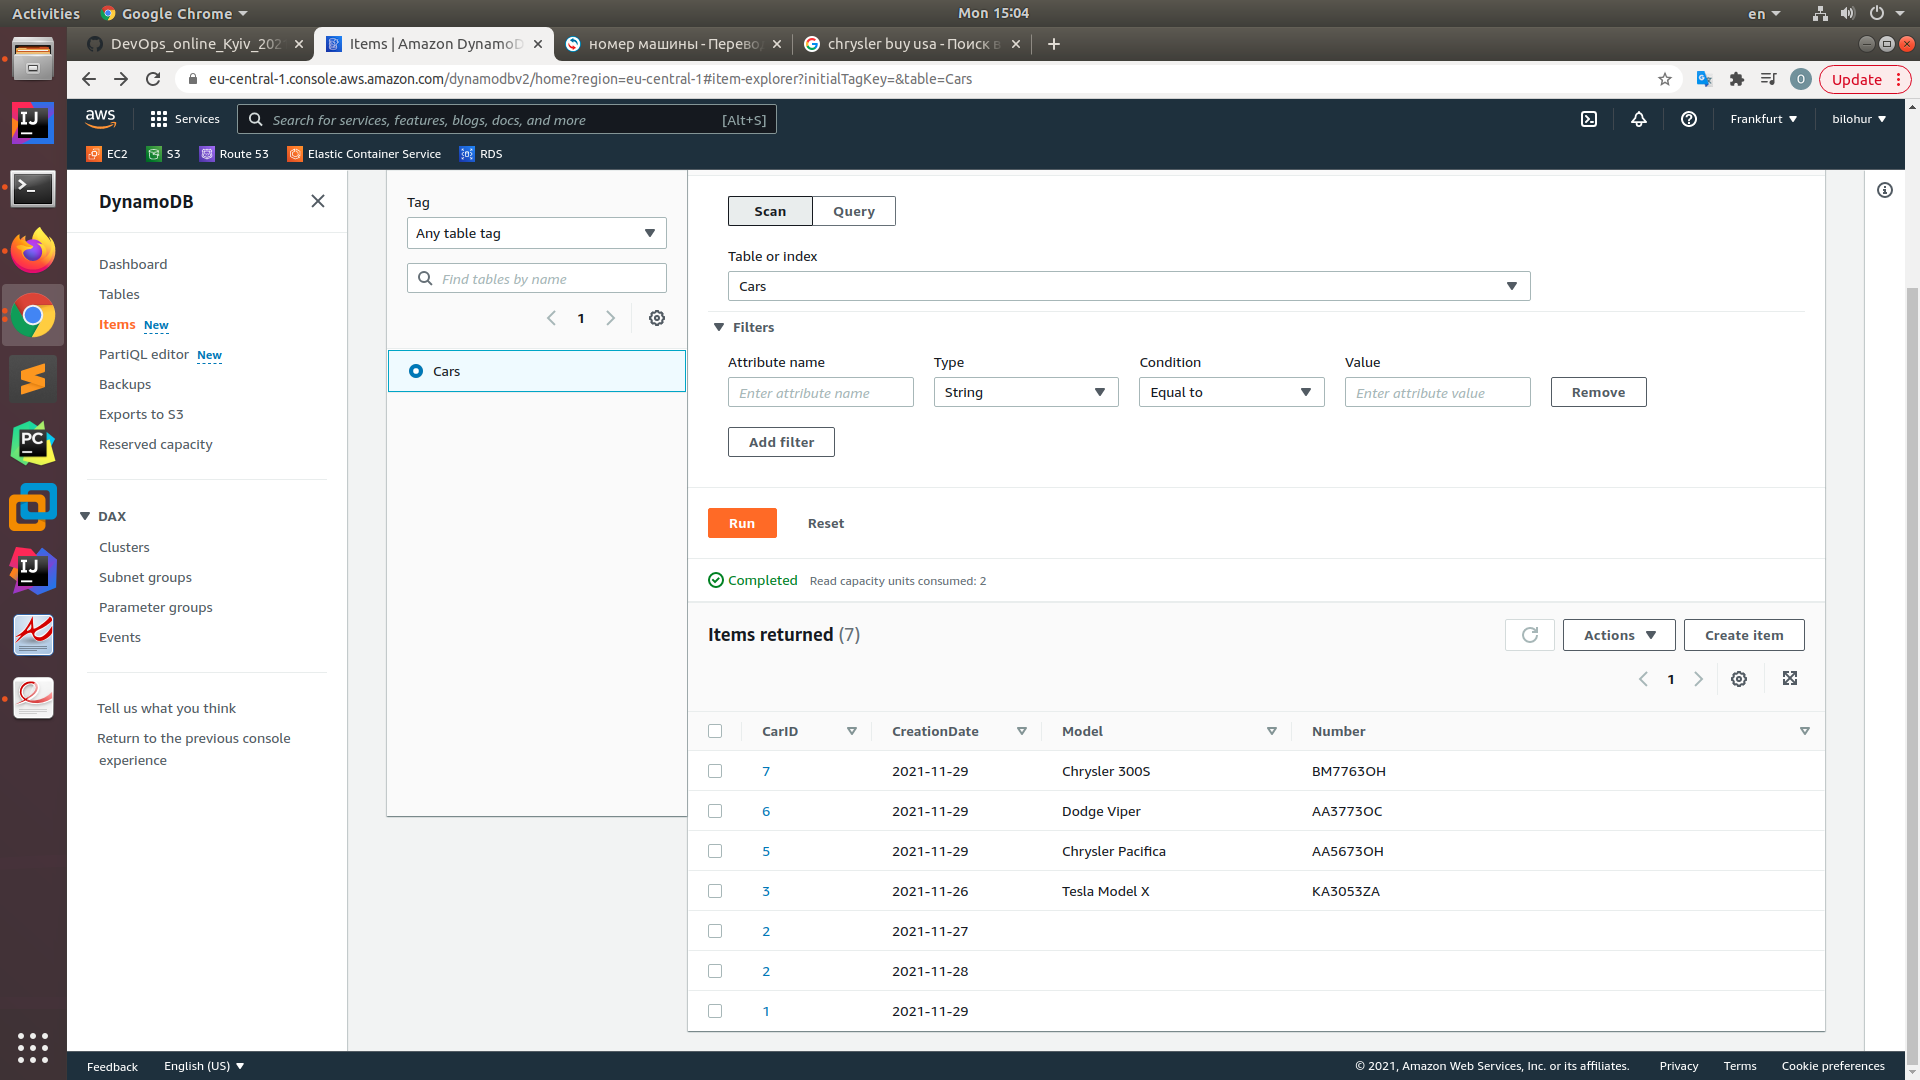 Activities
Google Chrome
Mon 15:04
en
DevOps_online_Kyiv_202
Items | Amazon DynamoD
номер машины - Перевод
chrysler buy usa - Поиск в
eu-central-1.console.aws.amazon.com/dynamodbv2/home?region=eu-central-1#item-explorer?initialTagKey=&table=Cars
O
Update
aws
Services
Search for services, features, blogs, docs, and more
[Alt+S]
Frankfurt
bilohur
EC2
S3
Route 53
Elastic Container Service
RDS
DynamoDB
Dashboard
Tables
Items New
PartiQL editor New
Backups
Exports to S3
Reserved capacity
DAX
Clusters
Subnet groups
Parameter groups
Events
Tell us what you think
Return to the previous console
experience
Tag
Any table tag
Find tables by name
1
Cars
Scan
Query
Table or index
Cars
Filters
Attribute name
Type
Condition
Value
Enter attribute name
String
Equal to
Enter attribute value
Remove
Add filter
Run
Reset
Completed
Read capacity units consumed: 2
Items returned (7)
Actions
Create item
1
CarID
CreationDate
Model
Number
7 2021-11-29 Chrysler 300S BM7763OH
6 2021-11-29 Dodge Viper AA3773OC
5 2021-11-29 Chrysler Pacifica AA5673OH
3 2021-11-26 Tesla Model X KA3053ZA
2 2021-11-27
2 2021-11-28
1 2021-11-29
Feedback
English (US)
© 2021, Amazon Web Services, Inc. or its affiliates.
Privacy
Terms
Cookie preferences
IJ
PC
IJ